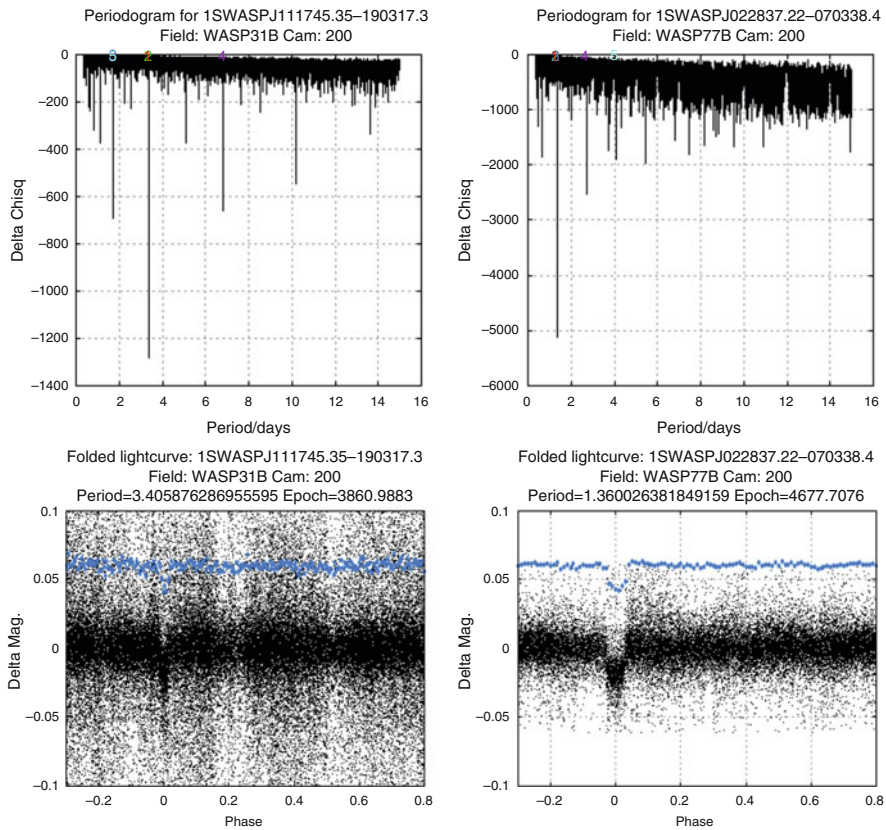 Periodogram for 1SWASPJ111745.35–190317.3
Field: WASP31B Cam: 200
0
–200
–400
–600
–800
–1000
–1200
–1400
Delta Chisq
0 2 4 6 8 10 12 14 16
Period/days
Periodogram for 1SWASPJ022837.22–070338.4
Field: WASP77B Cam: 200
4
5
0
–1000
–2000
–3000
–4000
–5000
–6000
Delta Chisq
0 2 4 6 8 10 12 14 16
Period/days
Folded lightcurve: 1SWASPJ111745.35–190317.3
Field: WASP31B Cam: 200
Period=3.405876286955595 Epoch=3860.9883
0.1
0.05
0
–0.05
–0.1
Delta Mag.
–0.2 0 0.2 0.4 0.6 0.8
Phase
Folded lightcurve: 1SWASPJ022837.22–070338.4
Field: WASP77B Cam: 200
Period=1.360026381849159 Epoch=4677.7076
0.1
0.05
0
–0.05
–0.1
Delta Mag.
–0.2 0 0.2 0.4 0.6 0.8
Phase